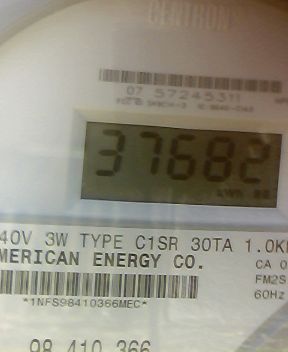 CENTRON
07 57245311
37682
40V 3W TYPE C1SR 30TA 1.0K
MERICAN ENERGY CO.
CA 0
FM2S
*1NFS98410366MEC*
60Hz
98 410 366